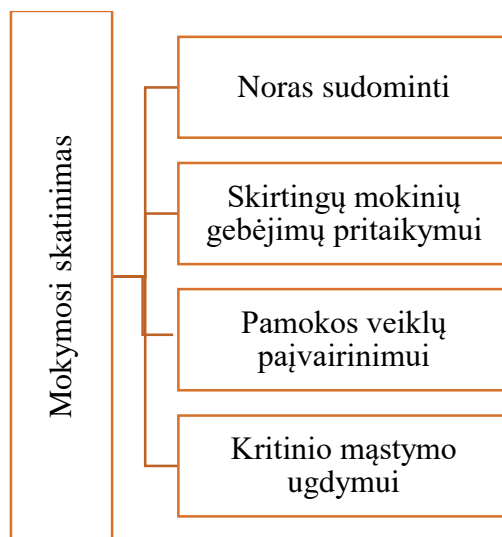 Mokymosi skatinimas
Noras sudominti
Skirtingų mokinių
gebėjimų pritaikymui
Pamokos veiklų
paįvairinimui
Kritinio mąstymo
ugdymui